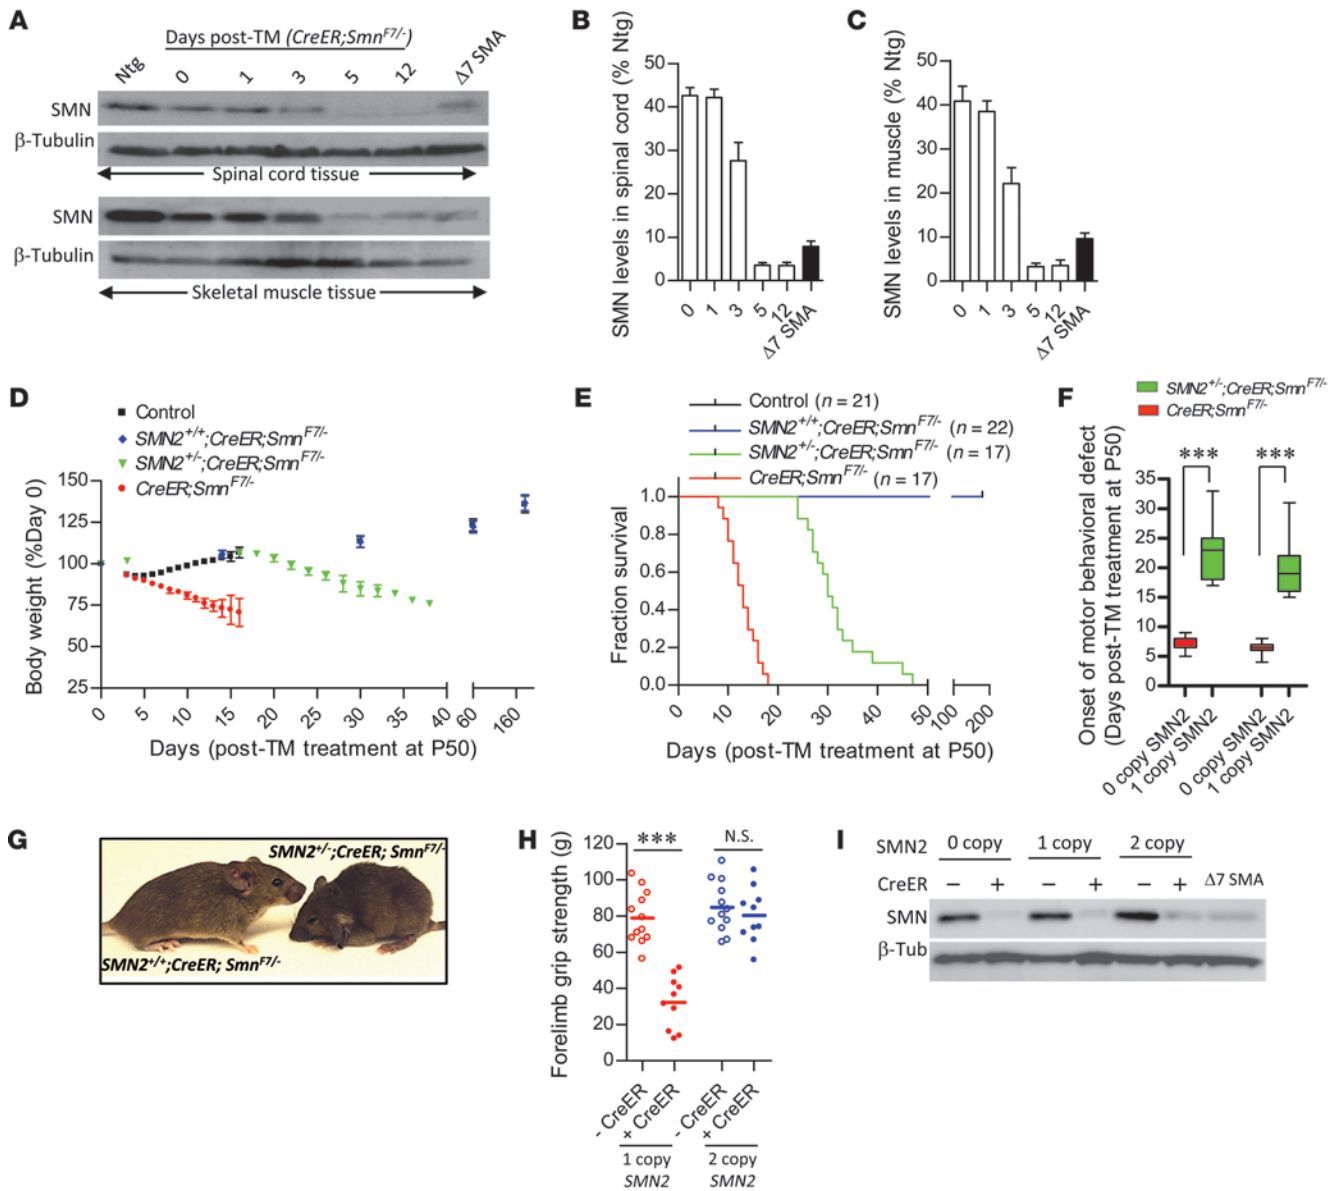 A
Days post-TM (CreER;Smn^F7/-)
Ntg 0 1 3 5 12 Δ7 SMA
SMN
β-Tubulin
Spinal cord tissue
SMN
β-Tubulin
Skeletal muscle tissue
B
SMN levels in spinal cord (% Ntg)
50
40
30
20
10
0
0 1 3 5 12 Δ7 SMA
C
SMN levels in muscle (% Ntg)
50
40
30
20
10
0
0 1 3 5 12 Δ7 SMA
D
Control
SMN2^+/+;CreER;Smn^F7/-
SMN2^+/-;CreER;Smn^F7/-
CreER;Smn^F7/-
Body weight (%Day 0)
150
125
100
75
50
25
0 5 10 15 20 30 40 60 160
Days (post-TM treatment at P50)
E
Control (n = 21)
SMN2^+/+;CreER;Smn^F7/- (n = 22)
SMN2^+/-;CreER;Smn^F7/- (n = 17)
CreER;Smn^F7/- (n = 17)
Fraction survival
1.0
0.8
0.6
0.4
0.2
0.0
0 10 20 30 40 50 100 200
Days (post-TM treatment at P50)
F
SMN2^+/-;CreER;Smn^F7/-
CreER;Smn^F7/-
Onset of motor behavioral defect
(Days post-TM treatment at P50)
*** ***
35
30
25
20
15
10
5
0
0 copy SMN2
1 copy SMN2
0 copy SMN2
1 copy SMN2
G
SMN2^+/-;CreER; Smn^F7/-
SMN2^+/+;CreER; Smn^F7/-
H
Forelimb grip strength (g)
*** N.S.
120
100
80
60
40
20
0
- CreER
+ CreER
- CreER
+ CreER
1 copy 2 copy
SMN2 SMN2
I
SMN2 0 copy 1 copy 2 copy
CreER − + − + − + Δ7 SMA
SMN
β-Tub